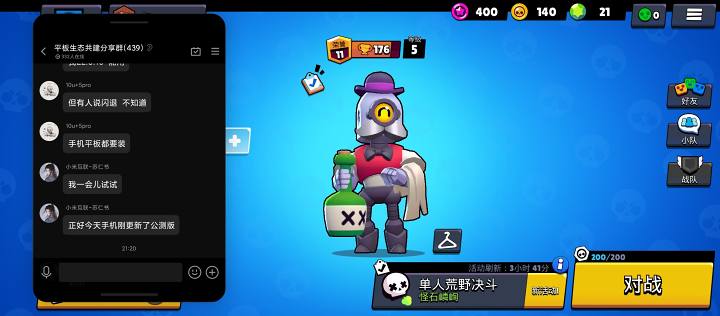 平板生态共建分享群(439)
10u+5pro
但有人说闪退 不知道
10u+5pro
手机平板都要装
小米互联-苏仁书
我一会儿试试
小米互联-苏仁书
正好今天手机刚更新了公测版
21:20
400
140
21
0
荣誉
11
176
等级
5
好友
小队
战队
活动刷新：3小时 41分
单人荒野决斗
怪石嶙峋
新活动!
200/200
对战